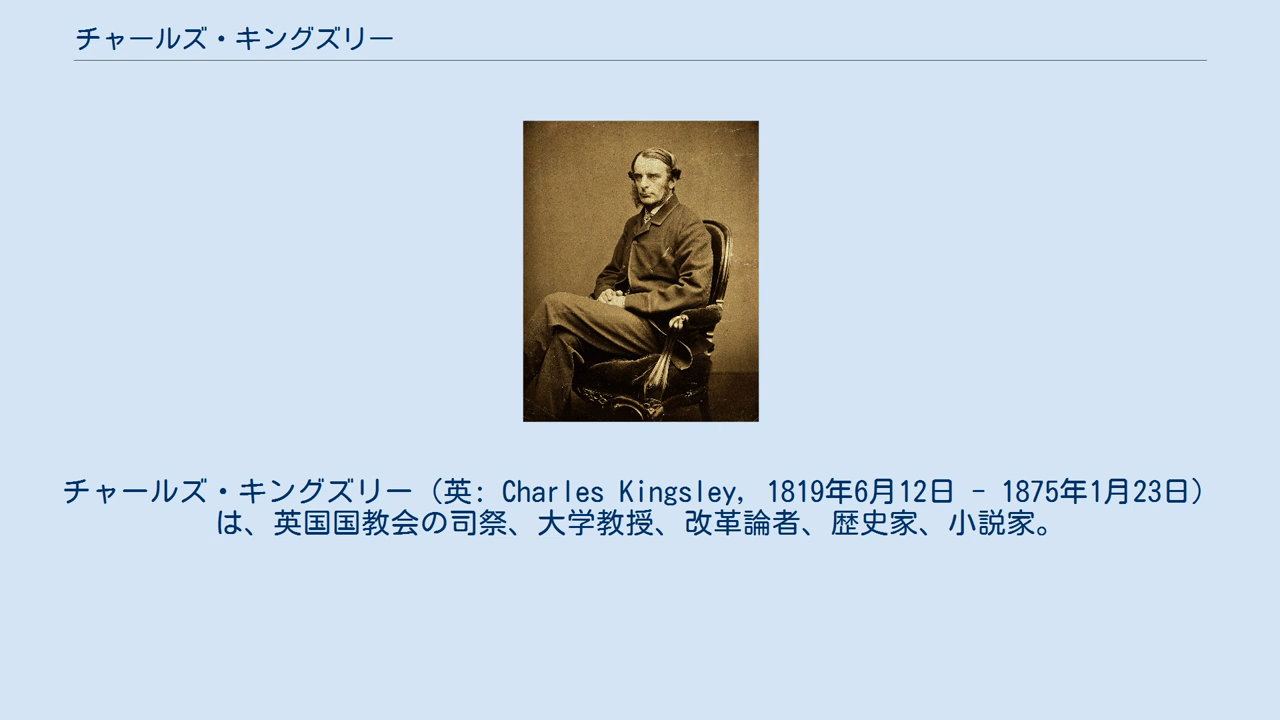 チャールズ・キングズリー
チャールズ・キングズリー（英: Charles Kingsley, 1819年6月12日 - 1875年1月23日）
は、英国国教会の司祭、大学教授、改革論者、歴史家、小説家。